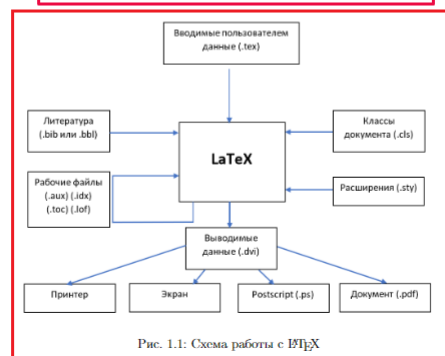 Вводимые пользователем
данные (.tex)
Литература
(.bib или .bbl)
Классы
документа (.cls)
LaTeX
Рабочие файлы
(.aux) (.idx)
(.toc) (.lof)
Расширения (.sty)
Выводимые
данные (.dvi)
Принтер
Экран
Postscript (.ps)
Документ (.pdf)
Рис. 1.1: Схема работы с LaTeX